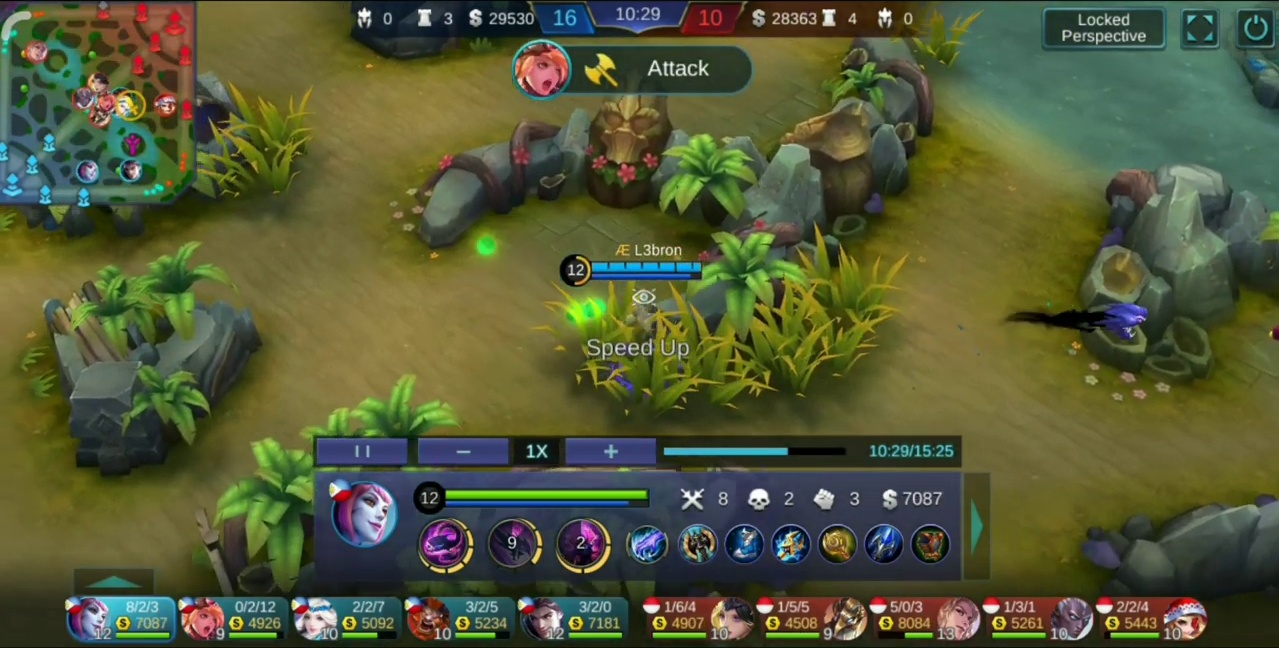 0 3 $ 29530 16 10:29 10 $ 28363 4 0
Locked
Perspective
Attack
Æ L3bron
12
Speed Up
1X
10:29/15:25
12 8 2 3 $ 7087
9 2
8/2/3 0/2/12 2/2/7 3/2/5 3/2/0 1/6/4 1/5/5 5/0/3 1/3/1 2/2/4
$ 7087 $ 4926 $ 5092 $ 5234 $ 7181 $ 4907 $ 4508 $ 8084 $ 5261 $ 5443
12 9 10 10 12 10 9 13 10 10